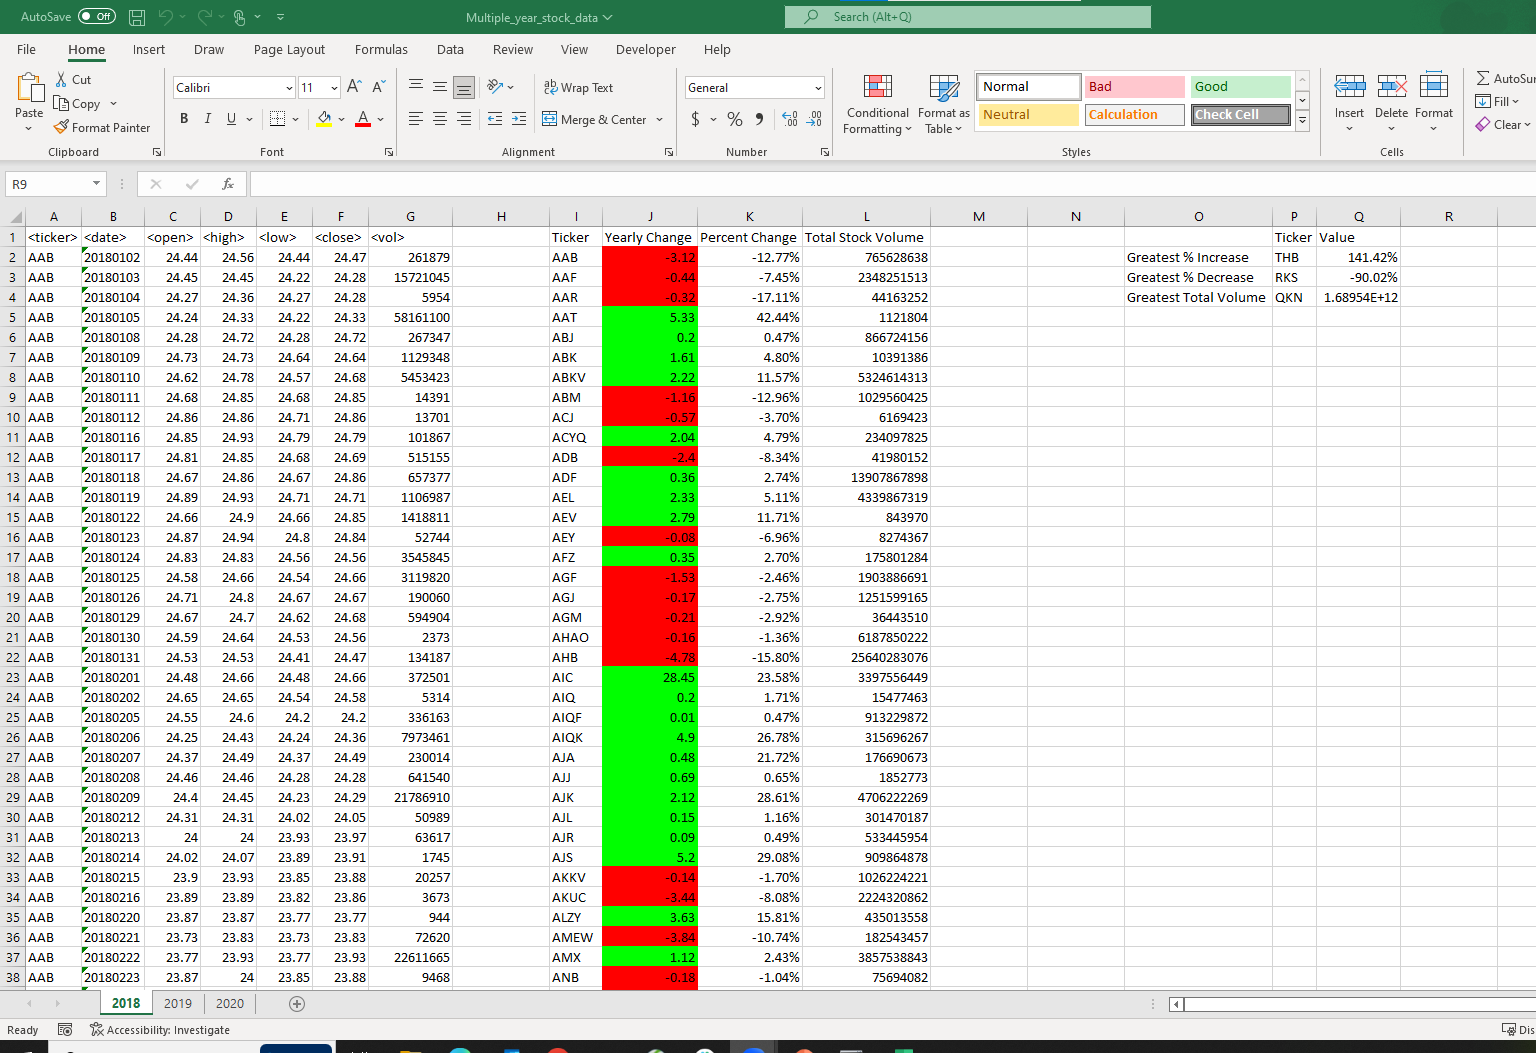 AutoSave Off Multiple_year_stock_data Search (Alt+Q)
File Home Insert Draw Page Layout Formulas Data Review View Developer Help
Paste Cut Copy Format Painter Clipboard
Calibri 11 A A B I U A Font
ab Wrap Text Merge & Center Alignment
General $ % 9 .00 Number
Conditional Formatting Format as Table
Normal Bad Good
Neutral Calculation Check Cell
Styles
Insert Delete Format Cells
AutoSu
Fill
Clear
R9 fx
A B C D E F G H I J K L M N O P Q R
1 <ticker> <date> <open> <high> <low> <close> <vol> Ticker Yearly Change Percent Change Total Stock Volume Ticker Value
2 AAB 20180102 24.44 24.56 24.44 24.47 261879 AAB -3.12 -12.77% 765628638 Greatest % Increase THB 141.42%
3 AAB 20180103 24.45 24.45 24.22 24.28 15721045 AAF -0.44 -7.45% 2348251513 Greatest % Decrease RKS -90.02%
4 AAB 20180104 24.27 24.36 24.27 24.28 5954 AAR -0.32 -17.11% 44163252 Greatest Total Volume QKN 1.68954E+12
5 AAB 20180105 24.24 24.33 24.22 24.33 58161100 AAT 5.33 42.44% 1121804
6 AAB 20180108 24.28 24.72 24.28 24.72 267347 ABJ 0.2 0.47% 866724156
7 AAB 20180109 24.73 24.73 24.64 24.64 1129348 ABK 1.61 4.80% 10391386
8 AAB 20180110 24.62 24.78 24.57 24.68 5453423 ABKV 2.22 11.57% 5324614313
9 AAB 20180111 24.68 24.85 24.68 24.85 14391 ABM -1.16 -12.96% 1029560425
10 AAB 20180112 24.86 24.86 24.71 24.86 13701 ACJ -0.57 -3.70% 6169423
11 AAB 20180116 24.85 24.93 24.79 24.79 101867 ACYQ 2.04 4.79% 234097825
12 AAB 20180117 24.81 24.85 24.68 24.69 515155 ADB -2.4 -8.34% 41980152
13 AAB 20180118 24.67 24.86 24.67 24.86 657377 ADF 0.36 2.74% 13907867898
14 AAB 20180119 24.89 24.93 24.71 24.71 1106987 AEL 2.33 5.11% 4339867319
15 AAB 20180122 24.66 24.9 24.66 24.85 1418811 AEV 2.79 11.71% 843970
16 AAB 20180123 24.87 24.94 24.8 24.84 52744 AEY -0.08 -6.96% 8274367
17 AAB 20180124 24.83 24.83 24.56 24.56 3545845 AFZ 0.35 2.70% 175801284
18 AAB 20180125 24.58 24.66 24.54 24.66 3119820 AGF -1.53 -2.46% 1903886691
19 AAB 20180126 24.71 24.8 24.67 24.67 190060 AGJ -0.17 -2.75% 1251599165
20 AAB 20180129 24.67 24.7 24.62 24.68 594904 AGM -0.21 -2.92% 36443510
21 AAB 20180130 24.59 24.64 24.53 24.56 2373 AHAO -0.16 -1.36% 6187850222
22 AAB 20180131 24.53 24.53 24.41 24.47 134187 AHB -4.78 -15.80% 25640283076
23 AAB 20180201 24.48 24.66 24.48 24.66 372501 AIC 28.45 23.58% 3397556449
24 AAB 20180202 24.65 24.65 24.54 24.58 5314 AIQ 0.2 1.71% 15477463
25 AAB 20180205 24.55 24.6 24.2 24.2 336163 AIQF 0.01 0.47% 913229872
26 AAB 20180206 24.25 24.43 24.24 24.36 7973461 AIQK 4.9 26.78% 315696267
27 AAB 20180207 24.37 24.49 24.37 24.49 230014 AJA 0.48 21.72% 176690673
28 AAB 20180208 24.46 24.46 24.28 24.28 641540 AJJ 0.69 0.65% 1852773
29 AAB 20180209 24.4 24.45 24.23 24.29 21786910 AJK 2.12 28.61% 4706222269
30 AAB 20180212 24.31 24.31 24.02 24.05 50989 AJL 0.15 1.16% 301470187
31 AAB 20180213 24 24 23.93 23.97 63617 AJR 0.09 0.49% 533445954
32 AAB 20180214 24.02 24.07 23.89 23.91 1745 AJS 5.2 29.08% 909864878
33 AAB 20180215 23.9 23.93 23.85 23.88 20257 AKKV -0.14 -1.70% 1026224221
34 AAB 20180216 23.89 23.89 23.82 23.86 3673 AKUC -3.44 -8.08% 2224320862
35 AAB 20180220 23.87 23.87 23.77 23.77 944 ALZY 3.63 15.81% 435013558
36 AAB 20180221 23.73 23.83 23.73 23.83 72620 AMEW -3.84 -10.74% 182543457
37 AAB 20180222 23.77 23.93 23.77 23.93 22611665 AMX 1.12 2.43% 3857538843
38 AAB 20180223 23.87 24 23.85 23.88 9468 ANB -0.18 -1.04% 75694082
2018 2019 2020
Ready Accessibility: Investigate Dis